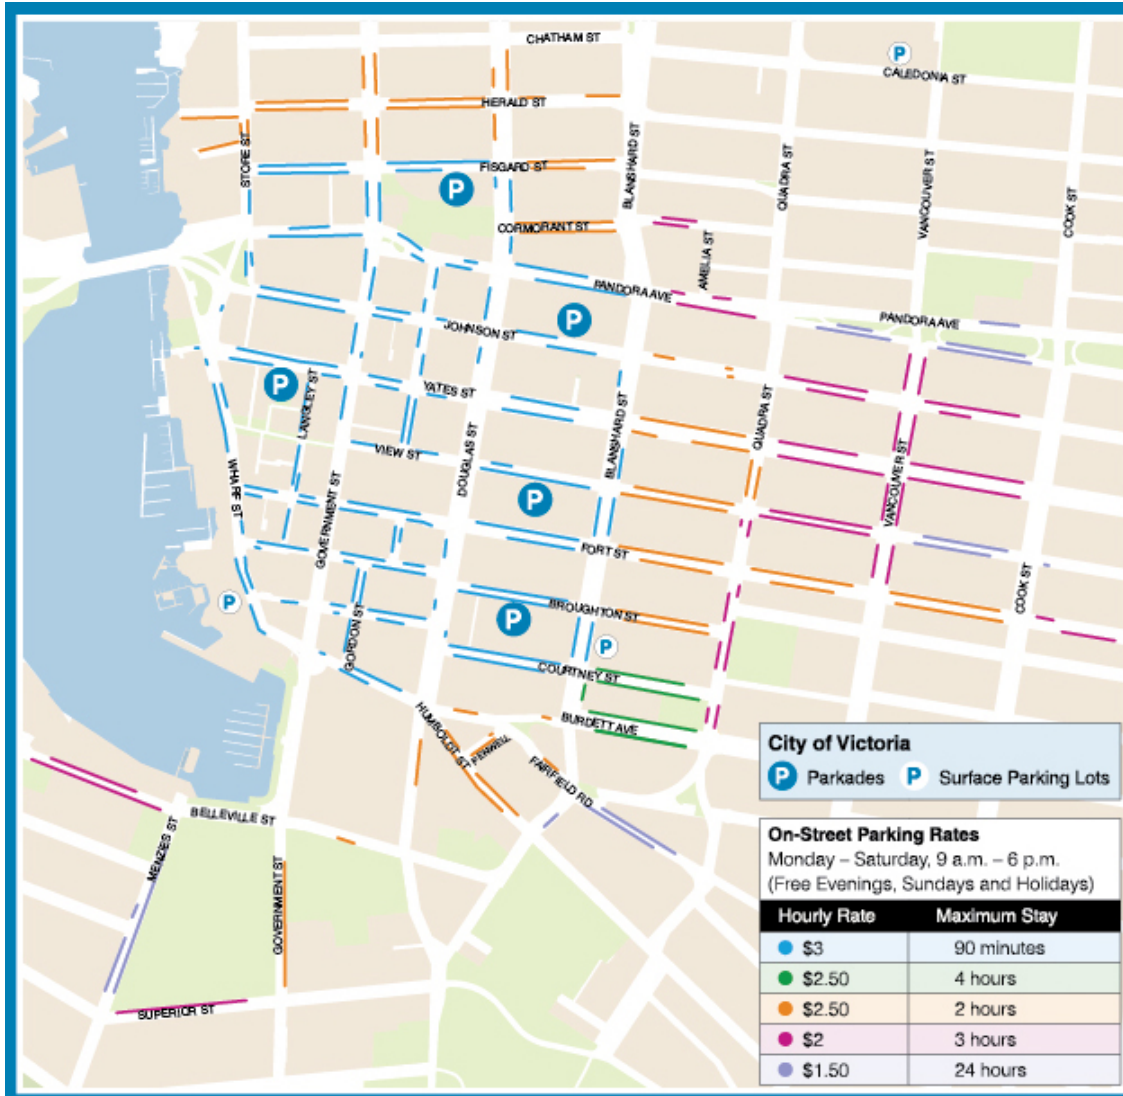 CHATHAM ST
P
CALEDONIA ST
HERALD ST
STORE ST
FISGARD ST
BLANSHARD ST
QUADRA ST
VANCOUVER ST
COOK ST
P
CORMORANT ST
AMELIA ST
PANDORA AVE
PANDORA AVE
P
JOHNSON ST
P
YATES ST
LANGLEY ST
QUADRA ST
BLANSHARD ST
VIEW ST
DOUGLAS ST
VANCOUVER ST
WHARF ST
P
GOVERNMENT ST
FORT ST
COOK ST
P
BROUGHTON ST
P
GORDON ST
P
COURTNEY ST
HUMBOLDT ST
BURDETT AVE
PENWELL
FAIRFIELD RD
BELLEVILLE ST
MENZIES ST
GOVERNMENT ST
SUPERIOR ST
City of Victoria
P Parkades P Surface Parking Lots
On-Street Parking Rates
Monday – Saturday, 9 a.m. – 6 p.m.
(Free Evenings, Sundays and Holidays)
Hourly Rate Maximum Stay
$3 90 minutes
$2.50 4 hours
$2.50 2 hours
$2 3 hours
$1.50 24 hours